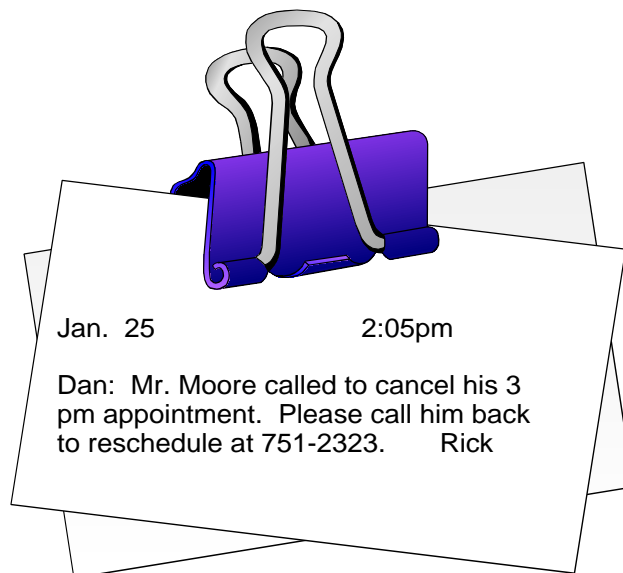 Jan. 25 2:05pm
Dan: Mr. Moore called to cancel his 3
pm appointment. Please call him back
to reschedule at 751-2323. Rick